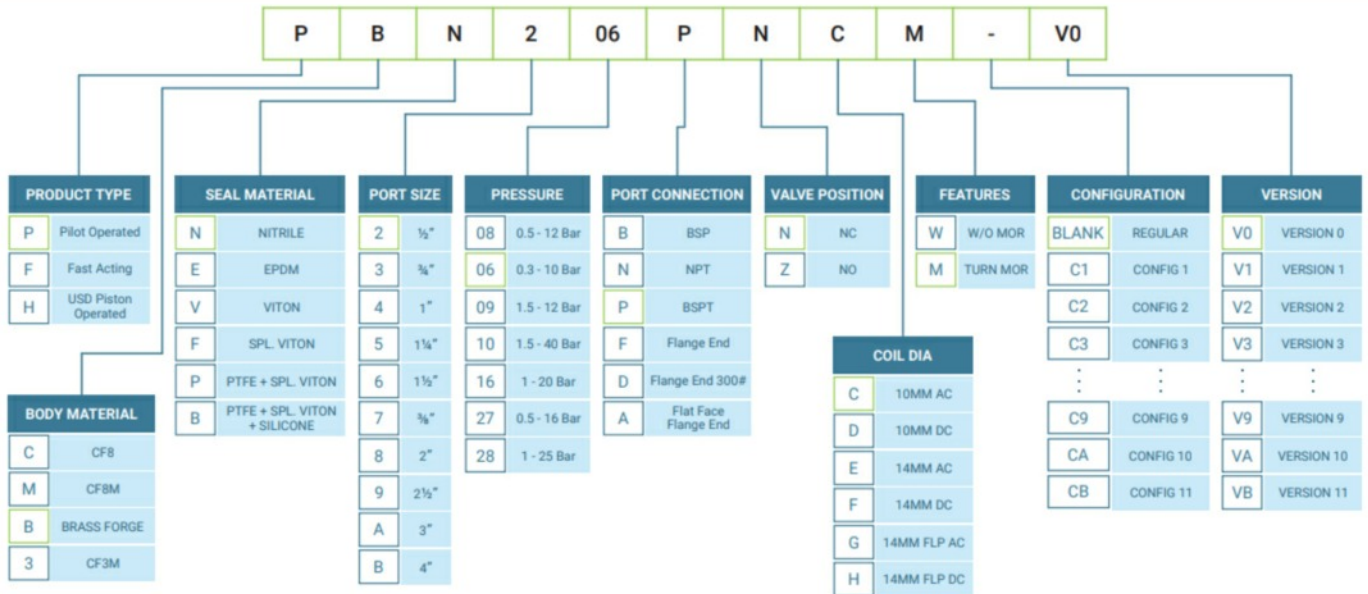 P B N 2 06 P N C M - V0
PRODUCT TYPE
P Pilot Operated
F Fast Acting
H USD Piston
Operated
BODY MATERIAL
C CF8
M CF8M
B BRASS FORGE
3 CF3M
SEAL MATERIAL
N NITRILE
E EPDM
V VITON
F SPL. VITON
P PTFE + SPL. VITON
B PTFE + SPL. VITON
+ SILICONE
PORT SIZE
2 ½"
3 ¾"
4 1"
5 1¼"
6 1½"
7 ⅜"
8 2"
9 2½"
A 3"
B 4"
PRESSURE
08 0.5 - 12 Bar
06 0.3 - 10 Bar
09 1.5 - 12 Bar
10 1.5 - 40 Bar
16 1 - 20 Bar
27 0.5 - 16 Bar
28 1 - 25 Bar
PORT CONNECTION
B BSP
N NPT
P BSPT
F Flange End
D Flange End 300#
A Flat Face
Flange End
VALVE POSITION
N NC
Z NO
COIL DIA
C 10MM AC
D 10MM DC
E 14MM AC
F 14MM DC
G 14MM FLP AC
H 14MM FLP DC
FEATURES
W W/O MOR
M TURN MOR
CONFIGURATION
BLANK REGULAR
C1 CONFIG 1
C2 CONFIG 2
C3 CONFIG 3
C9 CONFIG 9
CA CONFIG 10
CB CONFIG 11
VERSION
V0 VERSION 0
V1 VERSION 1
V2 VERSION 2
V3 VERSION 3
V9 VERSION 9
VA VERSION 10
VB VERSION 11